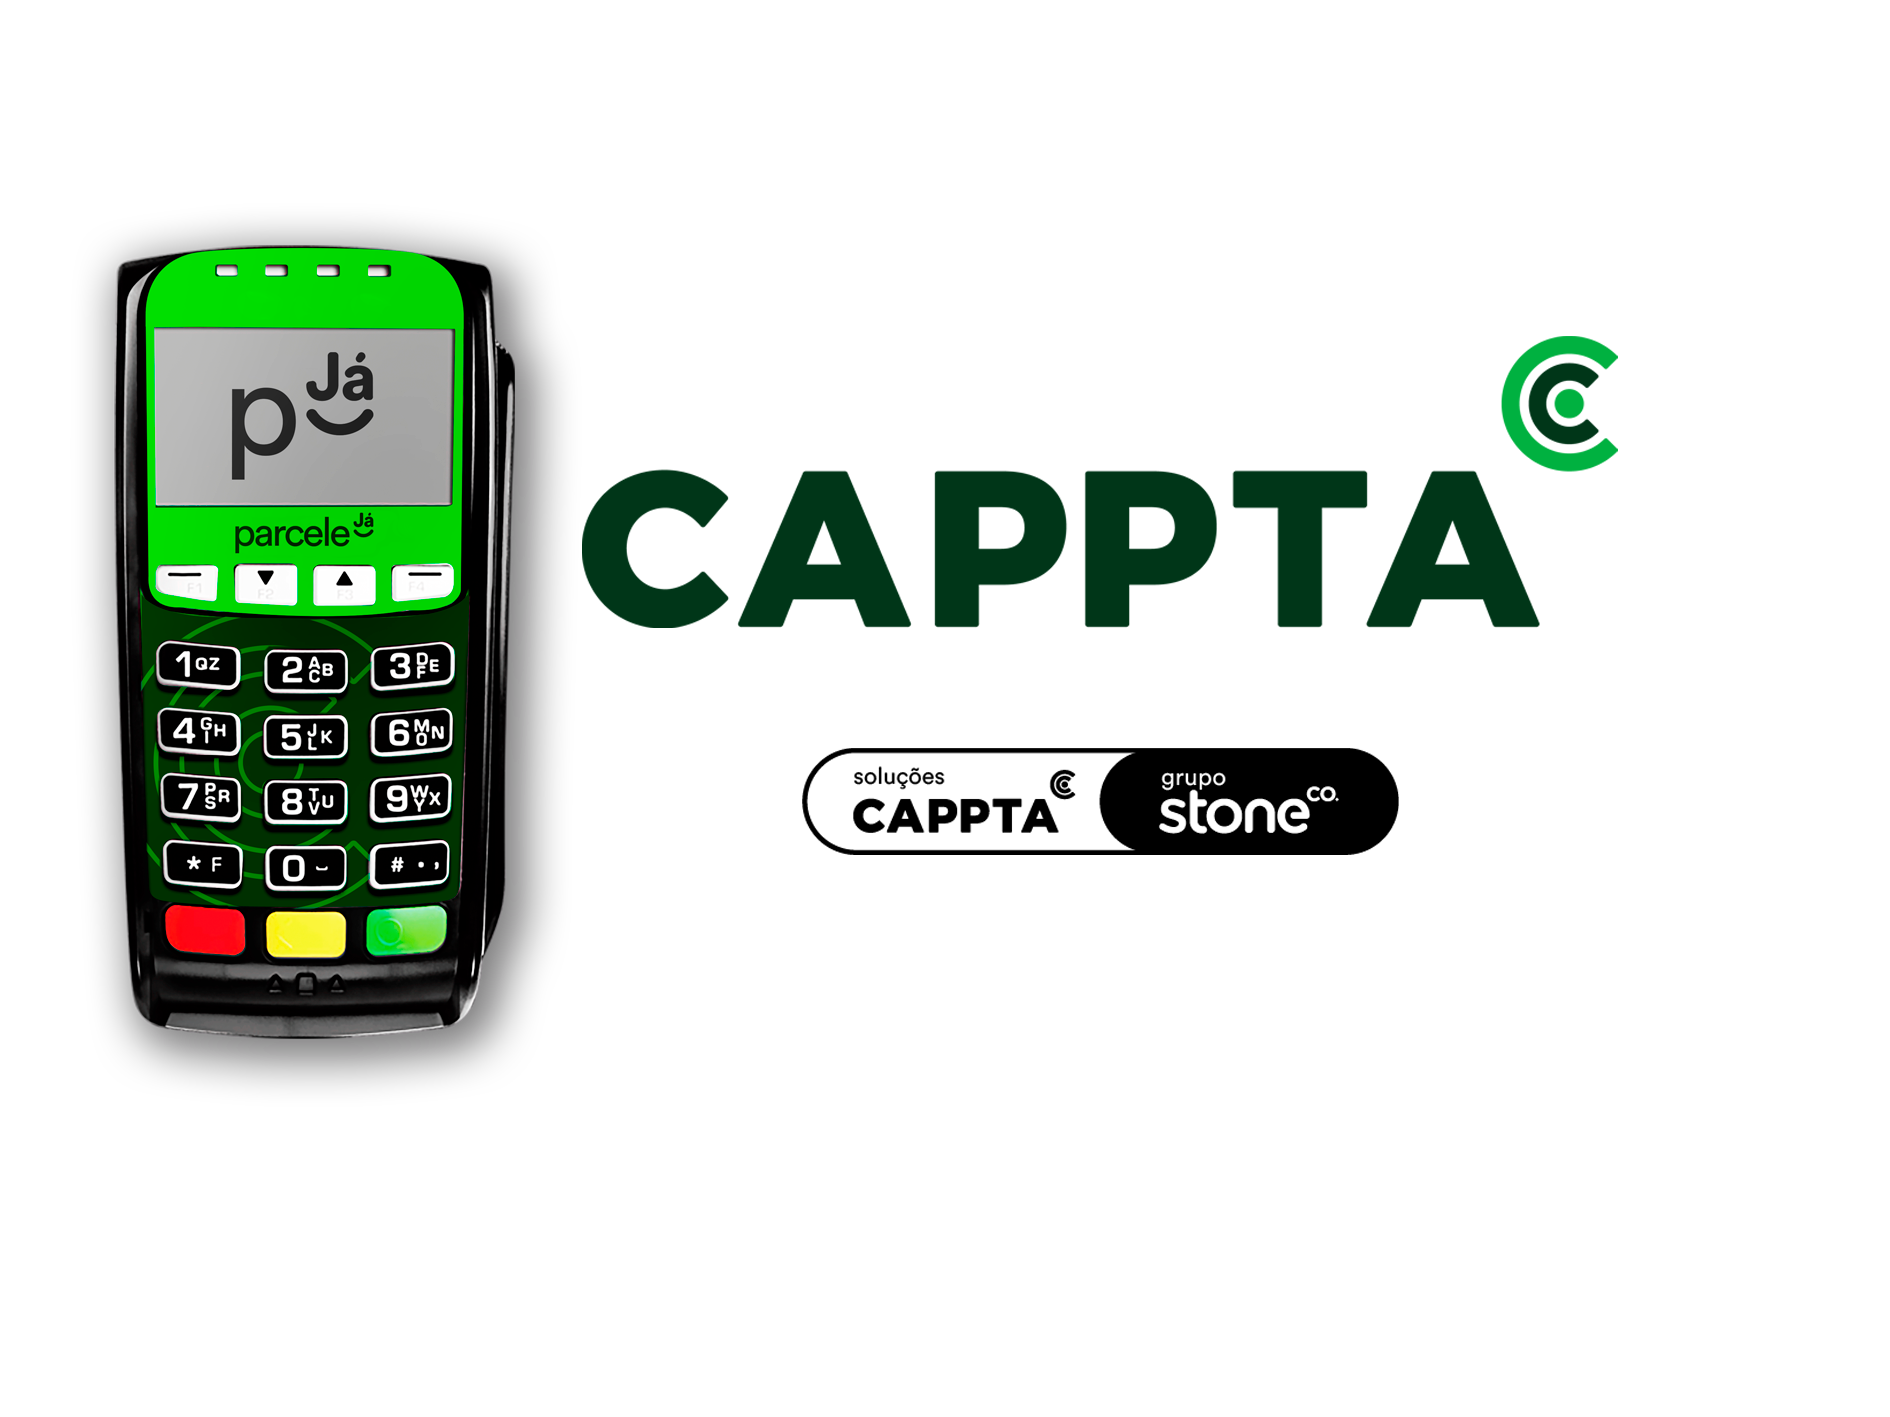 pJá
parceleJá
F1 F2 F3 F4
1 QZ 2 ABC 3 DEF
4 GHI 5 JKL 6 MNO
7 PRS 8 TUV 9 WXY
* F 0 # . ,
CAPPTA
soluções
CAPPTA
grupo
stone co.